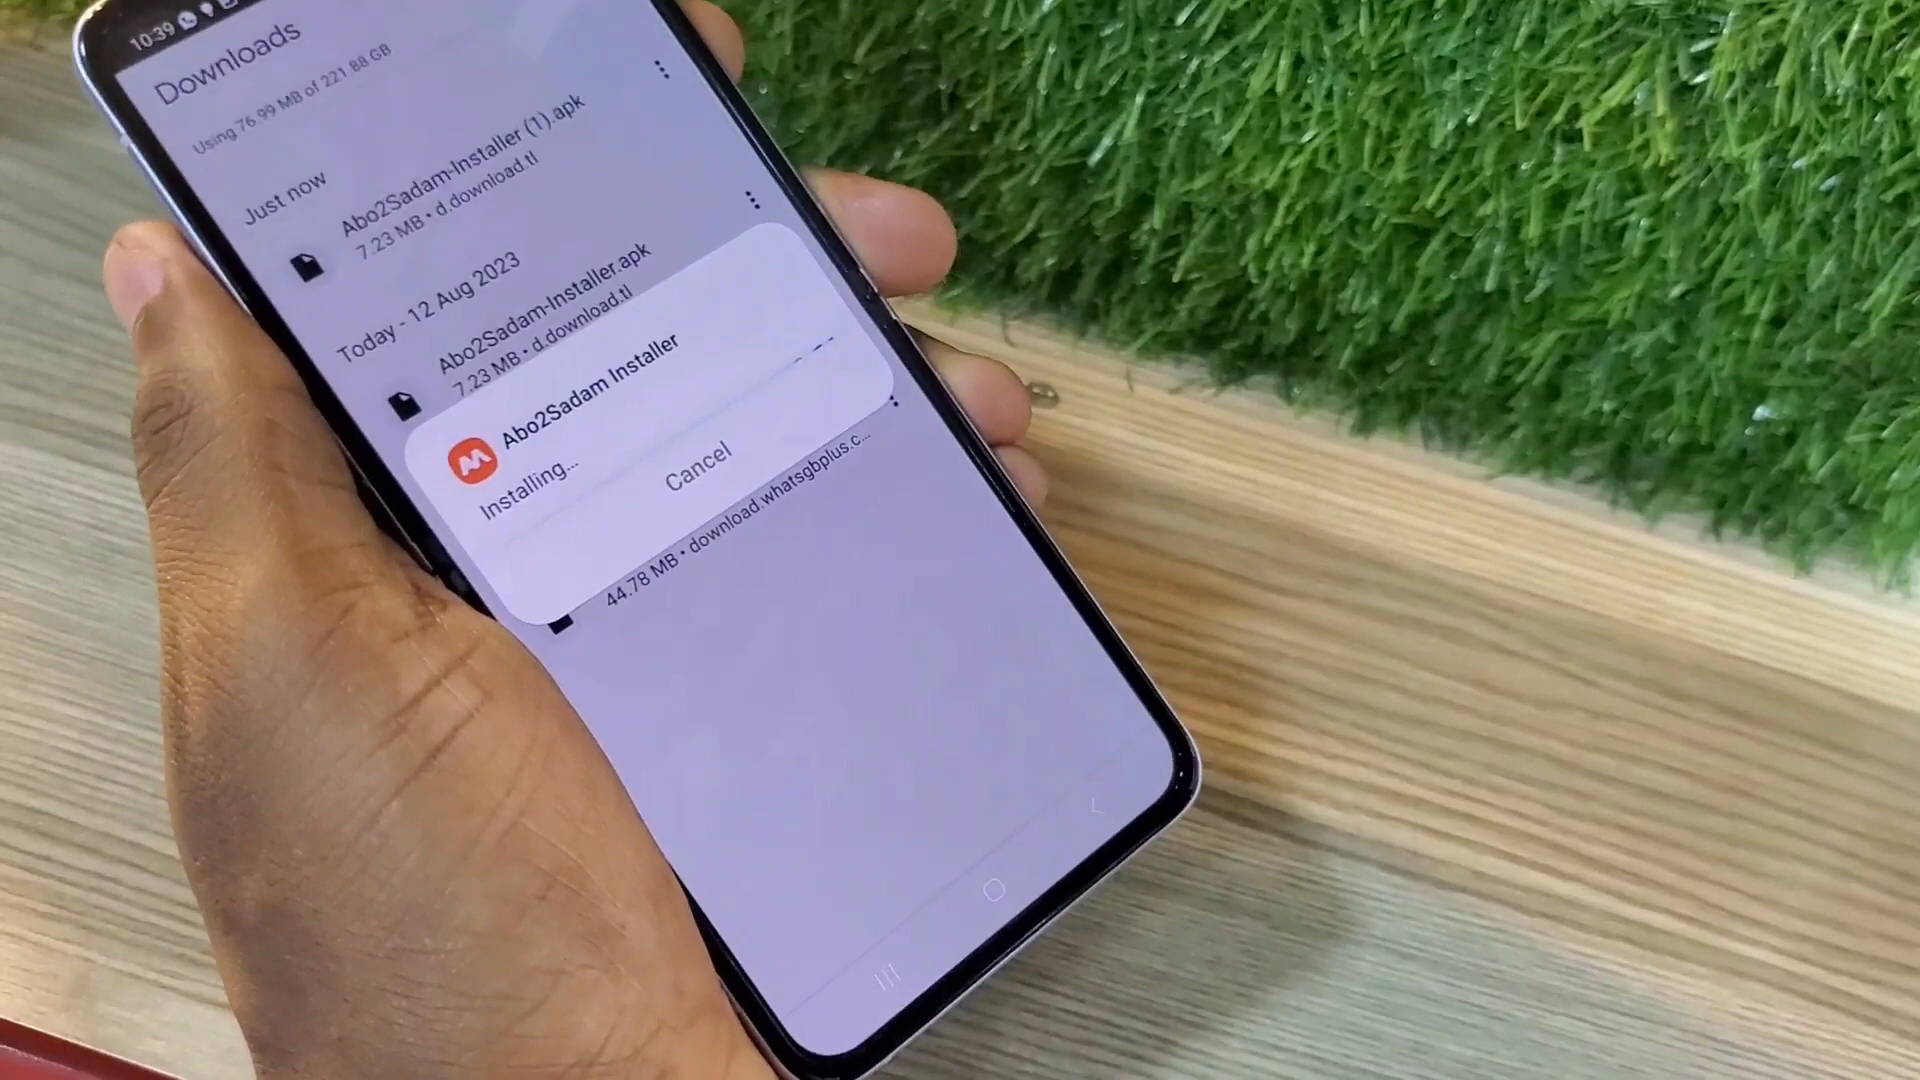 10:39
Downloads
Using 76.99 MB of 221.88 GB
Just now
Abo2Sadam-Installer (1).apk
7.23 MB • d.download.tl
Today - 12 Aug 2023
Abo2Sadam-Installer.apk
7.23 MB • d.download.tl
Abo2Sadam Installer
Installing...
Cancel
44.78 MB • download.whatsgbplus.c...